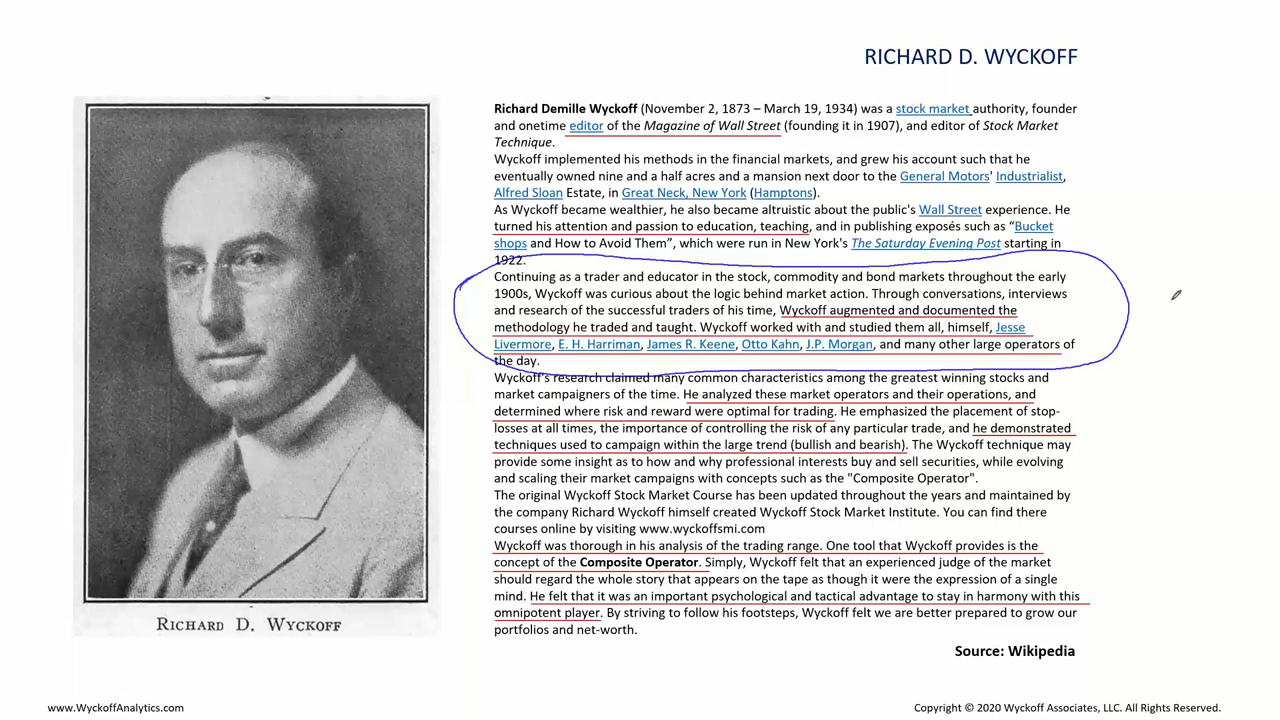 RICHARD D. WYCKOFF
Richard Demille Wyckoff (November 2, 1873 – March 19, 1934) was a stock market authority, founder
and onetime editor of the Magazine of Wall Street (founding it in 1907), and editor of Stock Market
Technique.
Wyckoff implemented his methods in the financial markets, and grew his account such that he
eventually owned nine and a half acres and a mansion next door to the General Motors' Industrialist,
Alfred Sloan Estate, in Great Neck, New York (Hamptons).
As Wyckoff became wealthier, he also became altruistic about the public's Wall Street experience. He
turned his attention and passion to education, teaching, and in publishing exposés such as “Bucket
shops and How to Avoid Them”, which were run in New York's The Saturday Evening Post starting in
1922.
Continuing as a trader and educator in the stock, commodity and bond markets throughout the early
1900s, Wyckoff was curious about the logic behind market action. Through conversations, interviews
and research of the successful traders of his time, Wyckoff augmented and documented the
methodology he traded and taught. Wyckoff worked with and studied them all, himself, Jesse
Livermore, E. H. Harriman, James R. Keene, Otto Kahn, J.P. Morgan, and many other large operators of
the day.
Wyckoff's research claimed many common characteristics among the greatest winning stocks and
market campaigners of the time. He analyzed these market operators and their operations, and
determined where risk and reward were optimal for trading. He emphasized the placement of stop-
losses at all times, the importance of controlling the risk of any particular trade, and he demonstrated
techniques used to campaign within the large trend (bullish and bearish). The Wyckoff technique may
provide some insight as to how and why professional interests buy and sell securities, while evolving
and scaling their market campaigns with concepts such as the "Composite Operator".
The original Wyckoff Stock Market Course has been updated throughout the years and maintained by
the company Richard Wyckoff himself created Wyckoff Stock Market Institute. You can find there
courses online by visiting www.wyckoffsmi.com
Wyckoff was thorough in his analysis of the trading range. One tool that Wyckoff provides is the
concept of the Composite Operator. Simply, Wyckoff felt that an experienced judge of the market
should regard the whole story that appears on the tape as though it were the expression of a single
mind. He felt that it was an important psychological and tactical advantage to stay in harmony with this
omnipotent player. By striving to follow his footsteps, Wyckoff felt we are better prepared to grow our
portfolios and net-worth.
RICHARD D. WYCKOFF
Source: Wikipedia
www.WyckoffAnalytics.com
Copyright © 2020 Wyckoff Associates, LLC. All Rights Reserved.